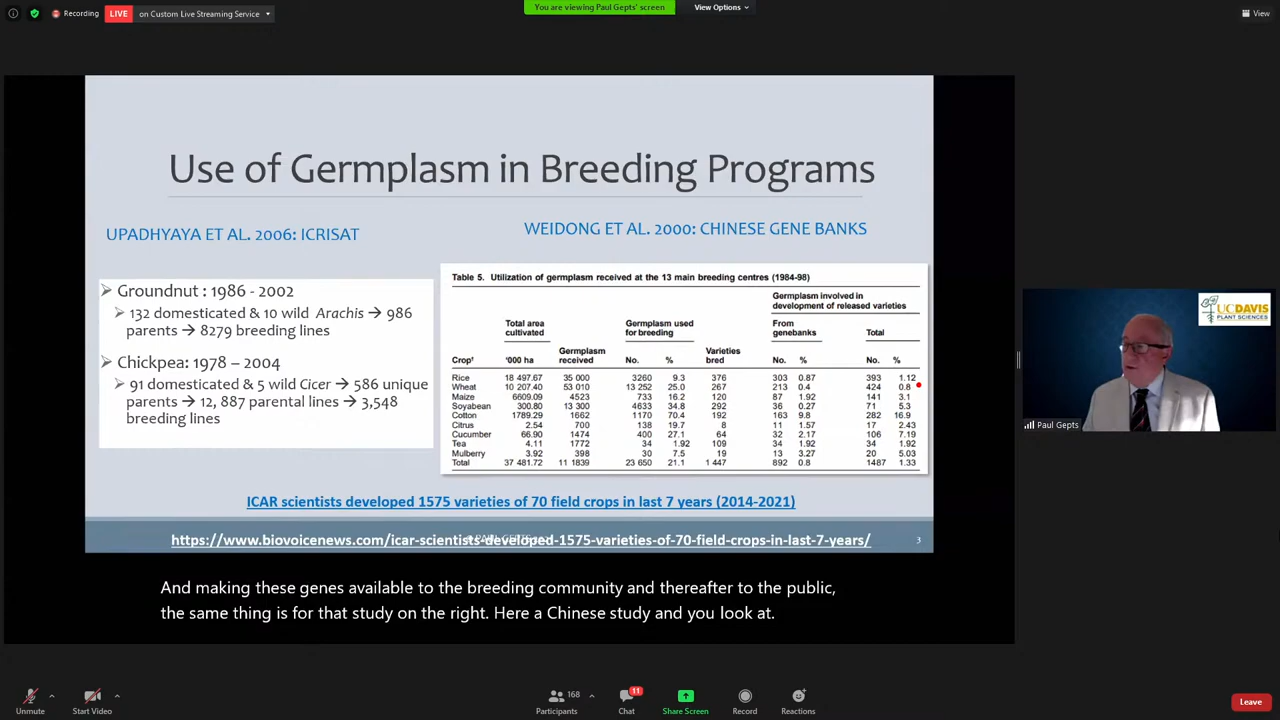 Recording
LIVE
on Custom Live Streaming Service
You are viewing Paul Gepts' screen
View Options
View
Use of Germplasm in Breeding Programs
UPADHYAYA ET AL. 2006: ICRISAT
WEIDONG ET AL. 2000: CHINESE GENE BANKS
Groundnut : 1986 - 2002
132 domesticated & 10 wild Arachis → 986
parents → 8279 breeding lines
Chickpea: 1978 – 2004
91 domesticated & 5 wild Cicer → 586 unique
parents → 12, 887 parental lines → 3,548
breeding lines
Table 5. Utilization of germplasm received at the 13 main breeding centres (1984-98)
Germplasm involved in
development of released varieties
Total area
cultivated
Germplasm used
for breeding
From
genebanks
Total
Crop† '000 ha Germplasm received No. % Varieties bred No. % No. %
Rice 18 497.67 35 000 3260 9.3 376 303 0.87 393 1.12
Wheat 10 207.40 53 010 13 252 25.0 267 213 0.4 424 0.8
Maize 6609.09 4523 733 16.2 120 87 1.92 141 3.1
Soyabean 300.80 13 300 4633 34.8 292 36 0.27 71 5.3
Cotton 1789.29 1662 1170 70.4 192 163 9.8 282 16.9
Citrus 2.54 700 138 19.7 8 11 1.57 17 2.43
Cucumber 66.90 1474 400 27.1 64 32 2.17 106 7.19
Tea 4.11 1772 34 1.92 109 34 1.92 34 1.92
Mulberry 3.92 398 30 7.5 19 13 3.27 20 5.03
Total 37 481.72 11 1839 23 650 21.1 1 447 892 0.8 1487 1.33
ICAR scientists developed 1575 varieties of 70 field crops in last 7 years (2014-2021)
https://www.biovoicenews.com/icar-scientists-developed-1575-varieties-of-70-field-crops-in-last-7-years/
3
UCDAVIS
PLANT SCIENCES
Paul Gepts
And making these genes available to the breeding community and thereafter to the public,
the same thing is for that study on the right. Here a Chinese study and you look at.
Unmute
Start Video
168
Participants
11
Chat
Share Screen
Record
Reactions
Leave